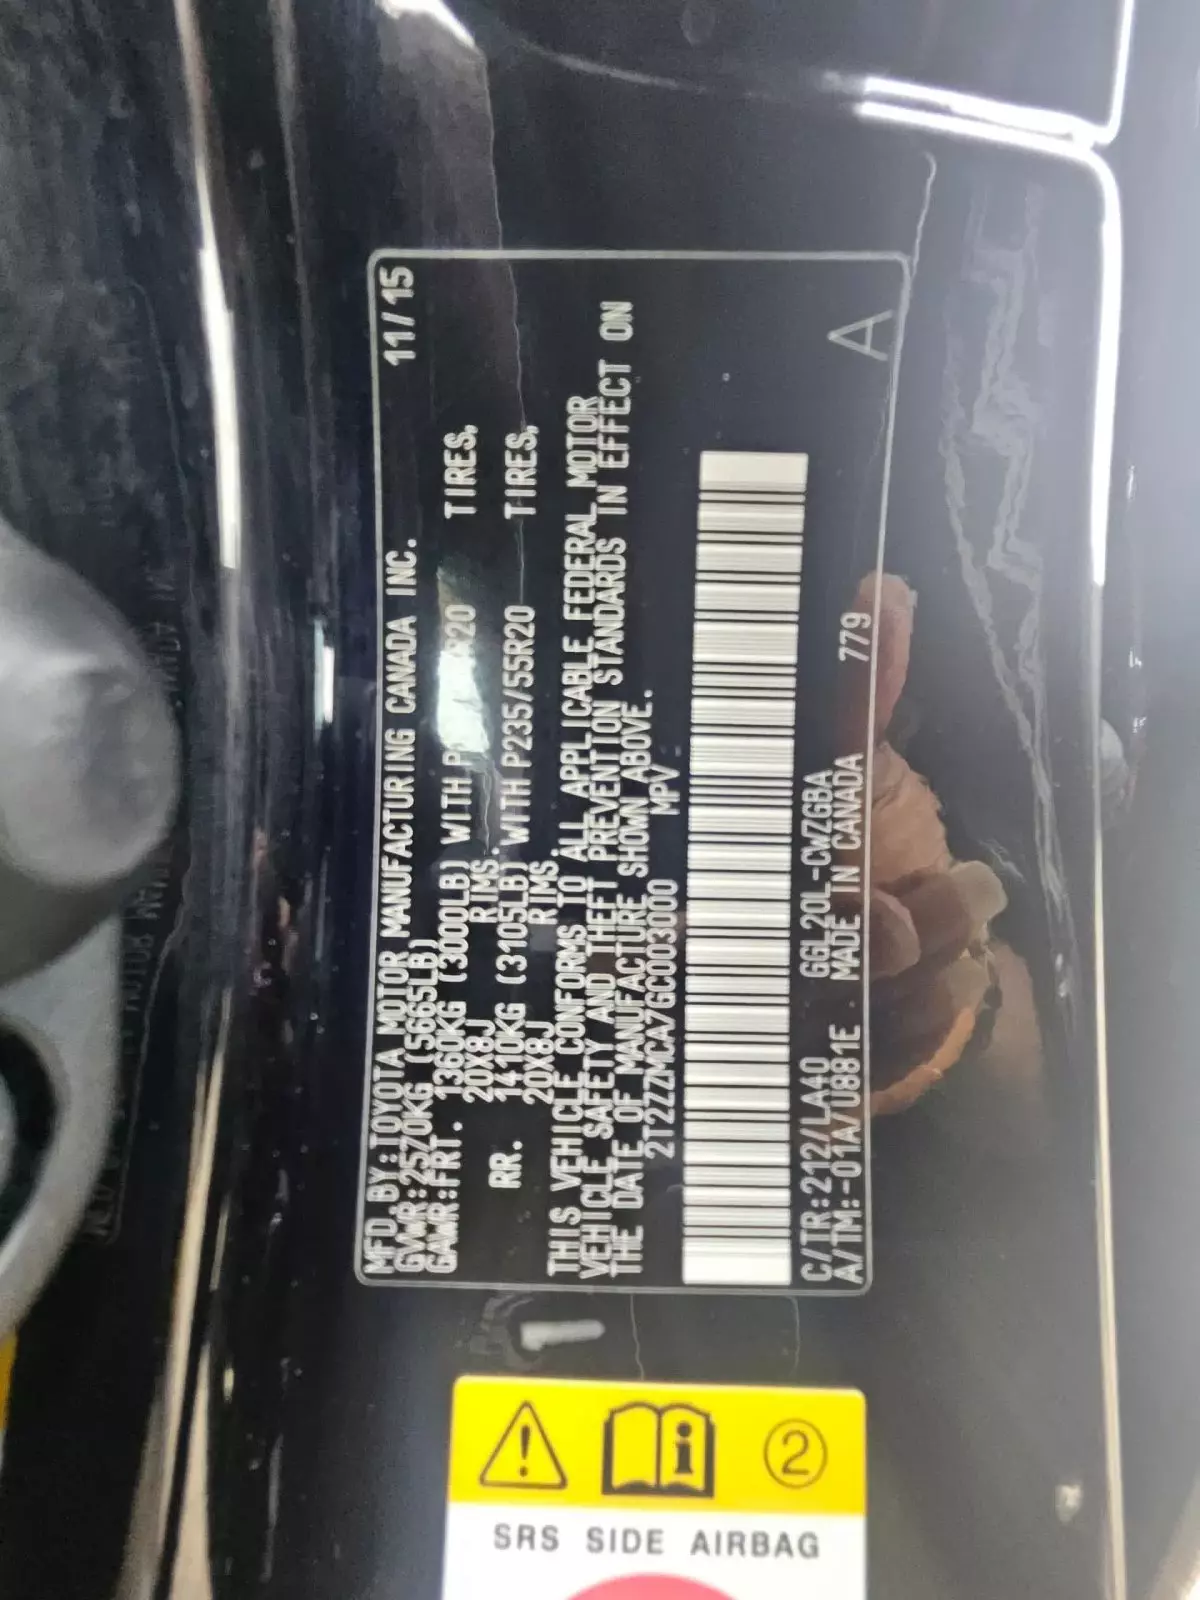 MFD.BY:TOYOTA MOTOR MANUFACTURING CANADA INC. 11/15
GVWR:2570KG (5665LB)
GAWR:FRT. 1360KG (3000LB) WITH TIRES,
20X8J RIMS.
RR. 1410KG (3105LB) WITH P235/55R20 TIRES,
20X8J RIMS.
THIS VEHICLE CONFORMS TO ALL APPLICABLE FEDERAL MOTOR
VEHICLE SAFETY AND THEFT PREVENTION STANDARDS IN EFFECT ON
THE DATE OF MANUFACTURE SHOWN ABOVE.
2T2ZZMCA7GC003000 MPV
C/TR:212/LA40 GGL20L-CWZGBA
A/TM:-01A/U881E MADE IN CANADA 779
A
2
SRS SIDE AIRBAG